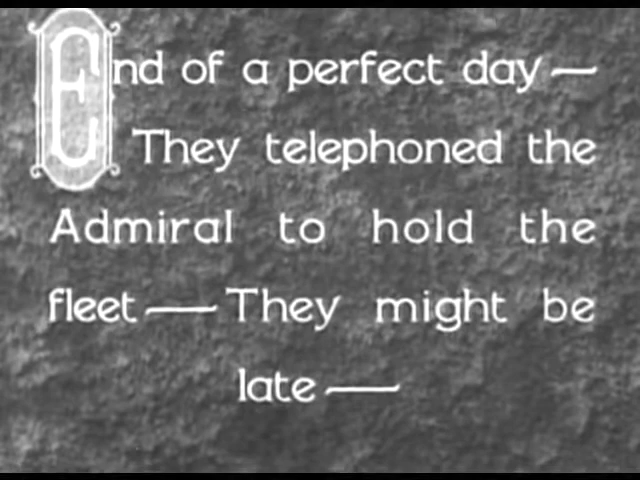 End of a perfect day —
They telephoned the
Admiral to hold the
fleet — They might be
late —